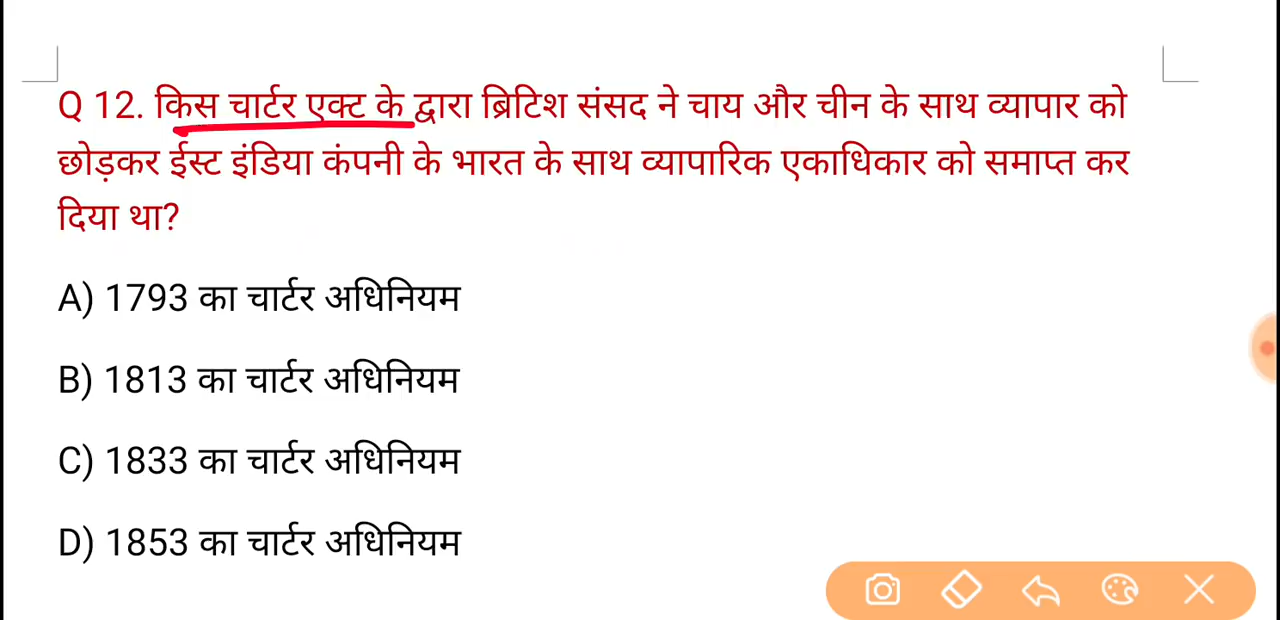 Q 12. किस चार्टर एक्ट के द्वारा ब्रिटिश संसद ने चाय और चीन के साथ व्यापार को
छोड़कर ईस्ट इंडिया कंपनी के भारत के साथ व्यापारिक एकाधिकार को समाप्त कर
दिया था?
A) 1793 का चार्टर अधिनियम
B) 1813 का चार्टर अधिनियम
C) 1833 का चार्टर अधिनियम
D) 1853 का चार्टर अधिनियम